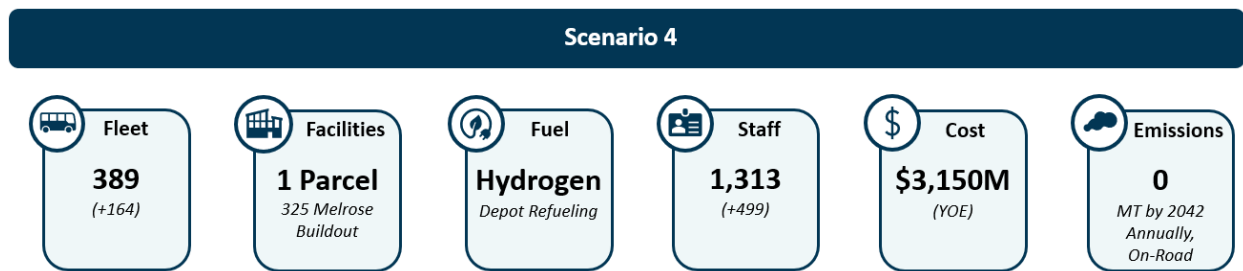 Scenario 4
Fleet
389
(+164)
Facilities
1 Parcel
325 Melrose
Buildout
Fuel
Hydrogen
Depot Refueling
Staff
1,313
(+499)
$
Cost
$3,150M
(YOE)
Emissions
0
MT by 2042
Annually,
On-Road